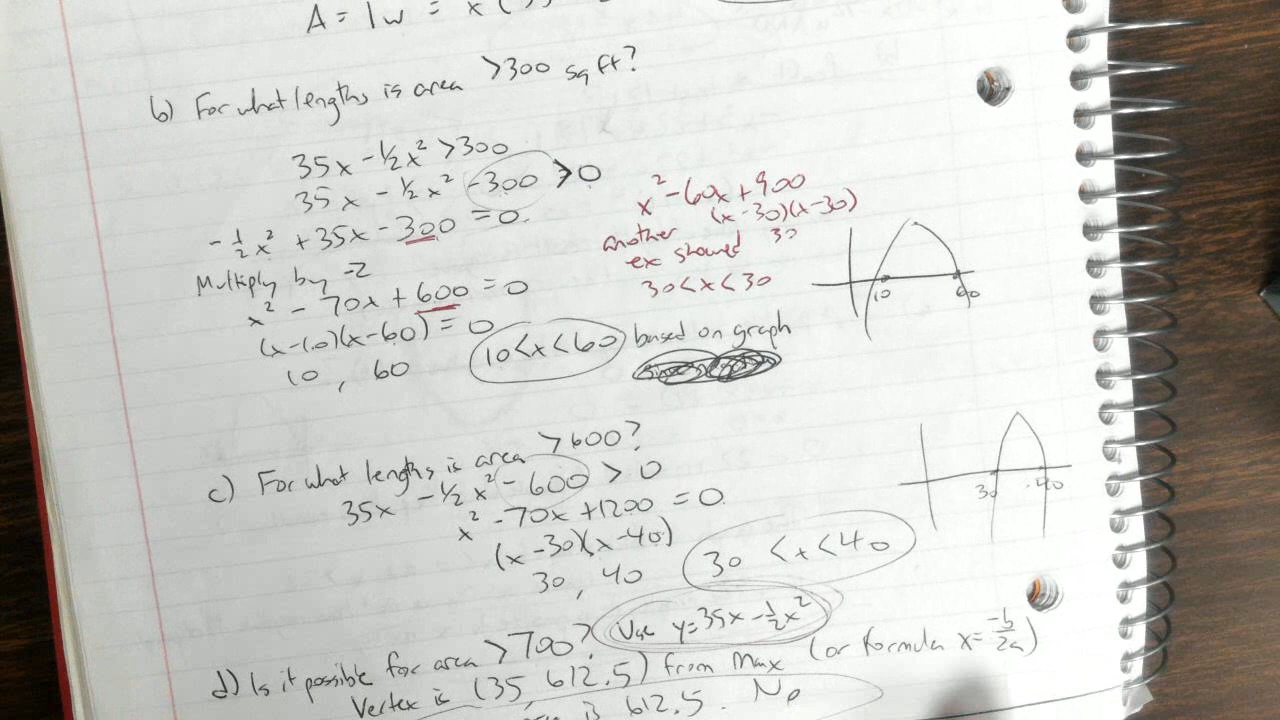 A = lw = x (
b) For what lengths is area >300 sq ft?
35x - ½x² >300
35x - ½x² -300 >0
-½x² + 35x - 300 = 0.
Multiply by -2
x² - 70x + 600 = 0
(x-10)(x-60) = 0
10, 60
10<x<60 based on graph
x² - 60x + 900
(x-30)(x-30)
another 30
ex showed
30<x<30
10 60
c) For what lengths is area >600?
35x - ½x² - 600 > 0
x² - 70x + 1200 = 0
(x-30)(x-40)
30, 40
30 <x<40
30 40
d) Is it possible for area >700? Use y=35x-½x²
Vertex is (35, 612.5) from Max (or formula x=-b/2a)
is 612.5. No